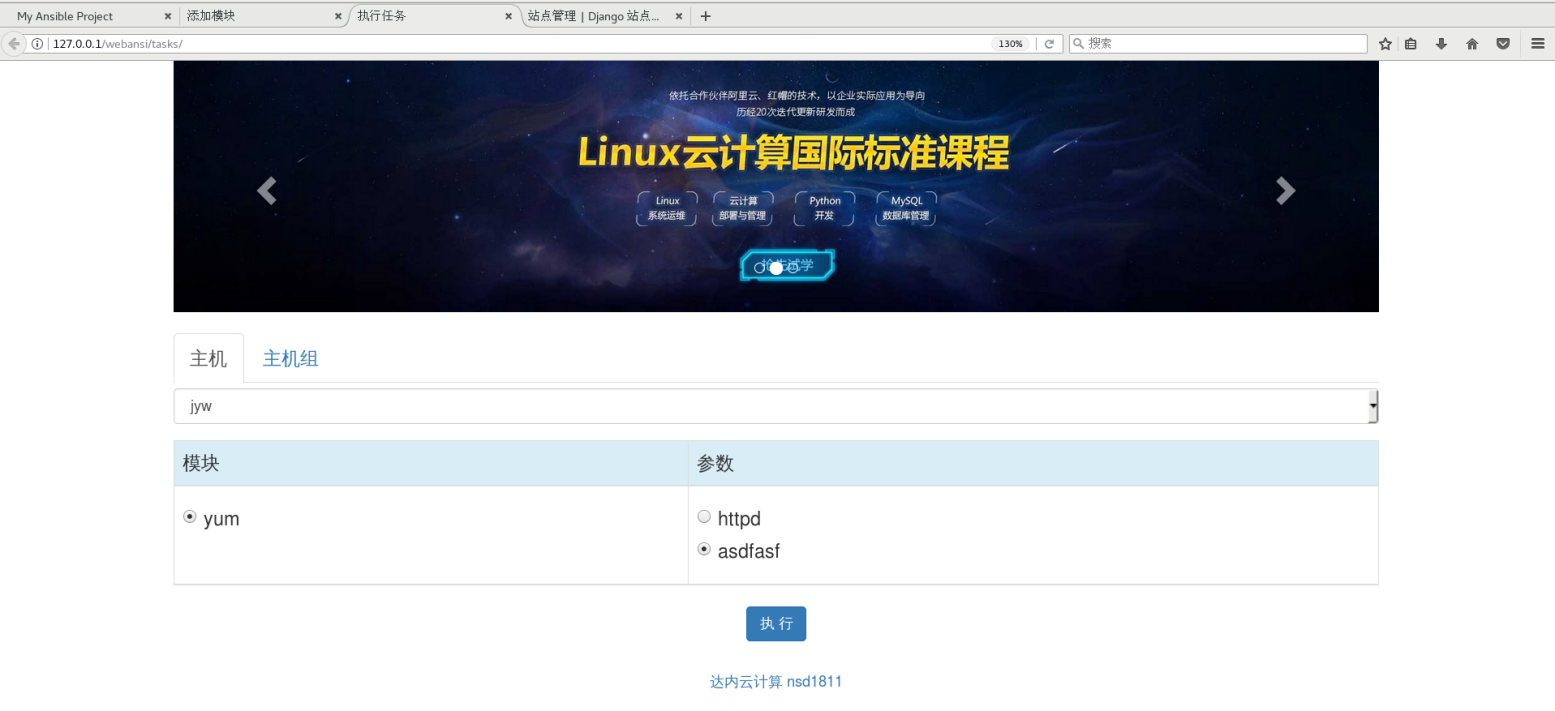 My Ansible Project 添加模块 执行任务 站点管理 | Django 站点...
127.0.0.1/webansi/tasks/ 130% 搜索
依托合作伙伴阿里云、红帽的技术，以企业实际应用为导向
历经20次迭代更新研发而成
Linux云计算国际标准课程
Linux 云计算 Python MySQL
系统运维 部署与管理 开发 数据库管理
抢先试学
主机 主机组
jyw
模块 参数
yum httpd
asdfasf
执 行
达内云计算 nsd1811